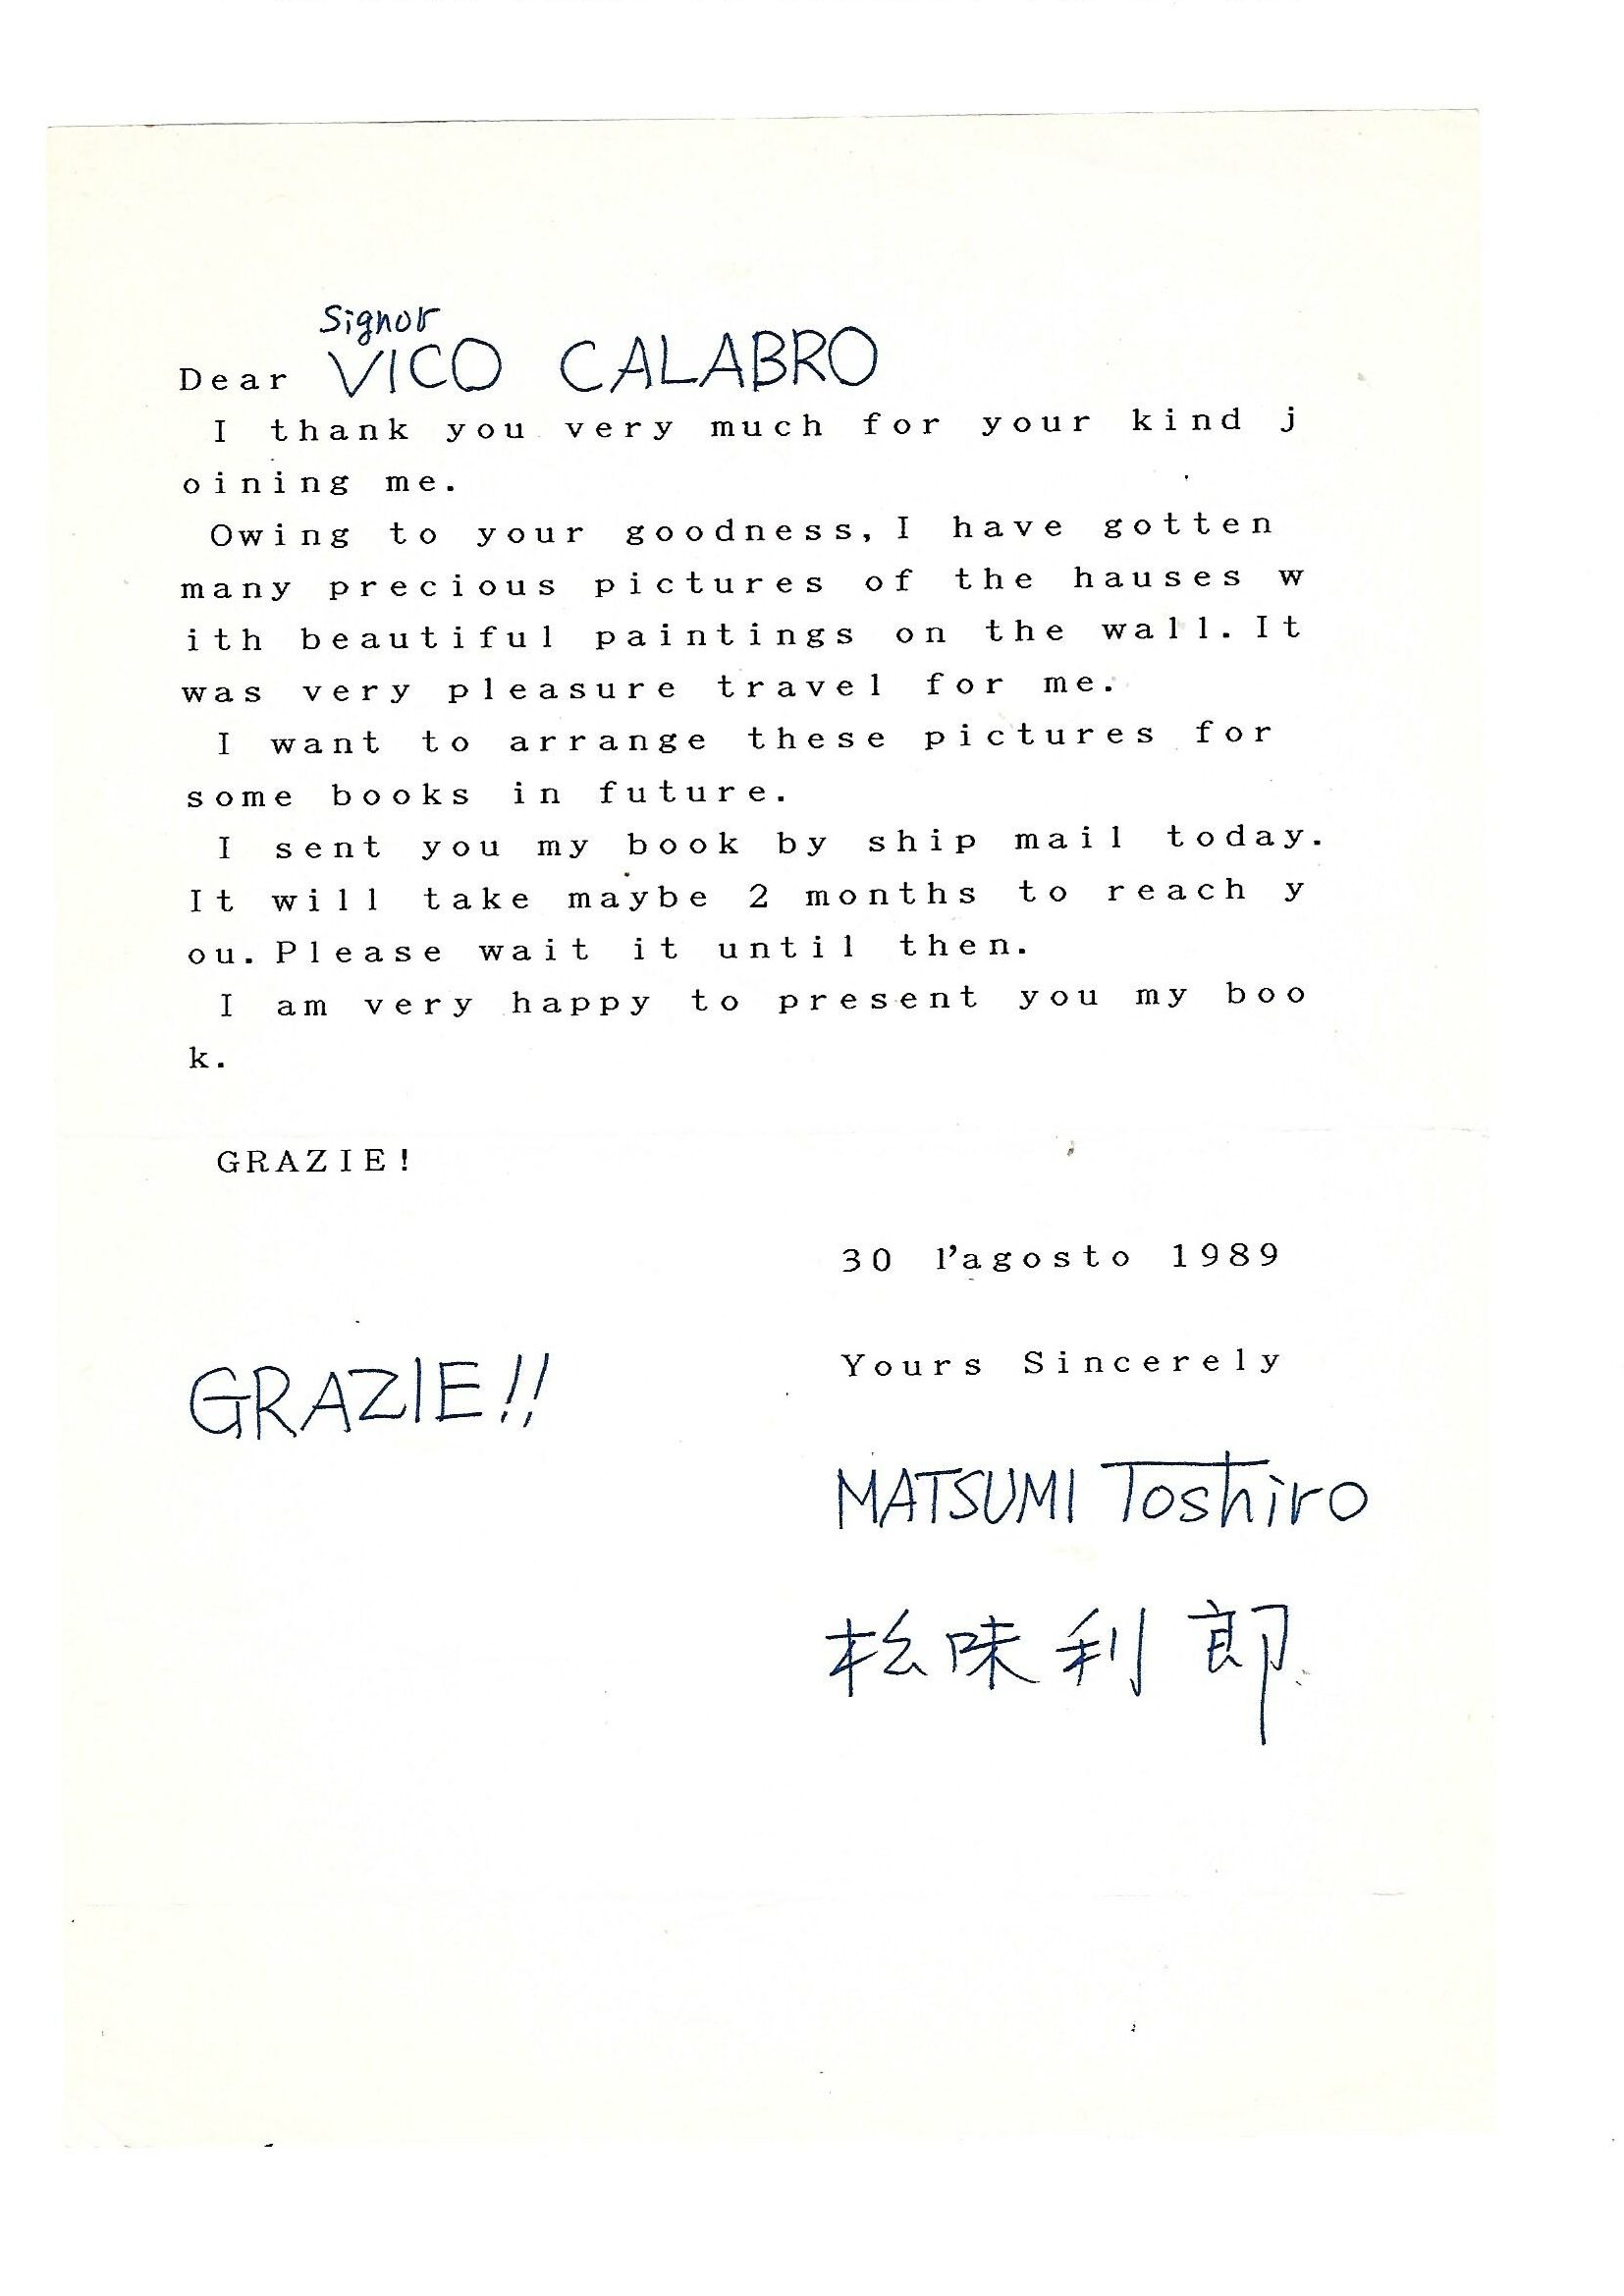 Signor
Dear VICO CALABRO
I thank you very much for your kind j
oining me.
Owing to your goodness, I have gotten
many precious pictures of the hauses w
ith beautiful paintings on the wall. It
was very pleasure travel for me.
I want to arrange these pictures for
some books in future.
I sent you my book by ship mail today.
It will take maybe 2 months to reach y
ou. Please wait it until then.
I am very happy to present you my boo
k.
GRAZIE!
30 l'agosto 1989
Yours Sincerely
GRAZIE!!
MATSUMI Toshiro
松味利郎